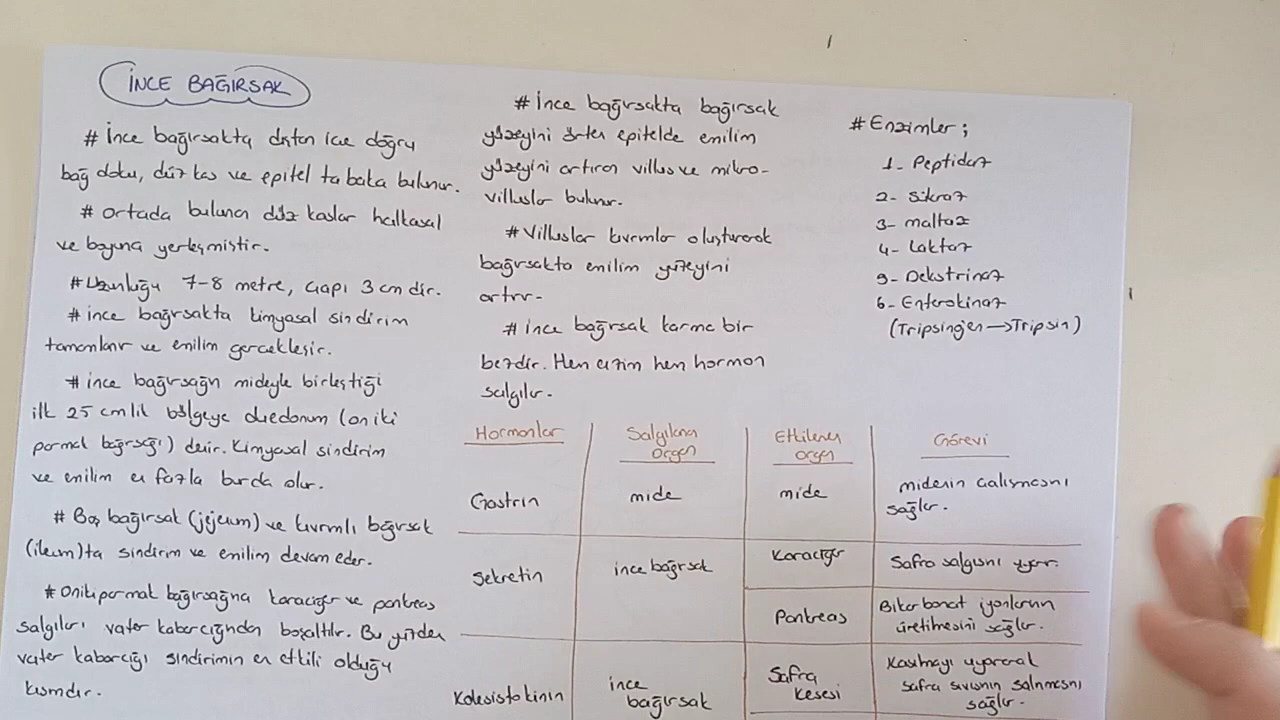 İNCE BAĞIRSAK
# İnce bağırsakta dıştan içe doğru
bağ doku, düz kas ve epitel tabaka bulunur.
# Ortada bulunan düz kaslar halkasal
ve boyuna yerleşmiştir.
# Uzunluğu 7-8 metre, çapı 3 cm dir.
# ince bağırsakta kimyasal sindirim
tamamlanır ve emilim gerçekleşir.
# ince bağırsağın mideyle birleştiği
ilk 25 cm lik bölgeye duedonum (on iki
parmak bağırsağı) denir. Kimyasal sindirim
ve emilim en fazla burda olur.
# Boş bağırsak (jejenum) ve kıvrımlı bağırsak
(ileum)ta sindirim ve emilim devam eder.
# Onikiparmak bağırsağına karaciğer ve pankreas
salgıları vater kabarcığından boşaltılır. Bu yüzden
vater kabarcığı sindirimin en etkili olduğu
kısımdır.
# İnce bağırsakta bağırsak
yüzeyini örten epitelde emilim
yüzeyini artıran villus ve mikro-
villuslar bulunur.
# Villuslar kıvrımlar oluşturarak
bağırsakta emilim yüzeyini
artırır.
# İnce bağırsak karma bir
bezdir. Hem enzim hem hormon
salgılar.
# Enzimler ;
1- Peptidaz
2- Sükraz
3- maltaz
4- Laktaz
5- Dekstrinaz
6- Enterokinaz
(Tripsinojen → Tripsin)
Hormonlar Salgılanan organ Etkilenen organ Görevi
Gastrin mide mide midenin çalışmasını
sağlar.
Sekretin ince bağırsak Karaciğer Safra salgısını uyarır.
Pankreas Bikarbonat iyonlarının
üretilmesini sağlar.
Kolesistokinin ince bağırsak Safra kesesi Kasılmayı uyararak
safra sıvısının salınmasını
sağlar.